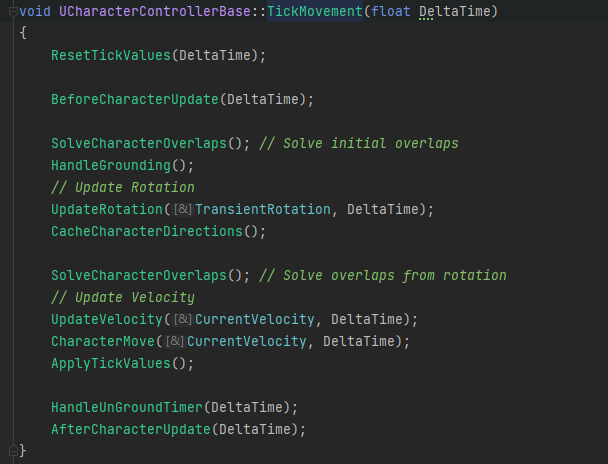 void UCharacterControllerBase::TickMovement(float DeltaTime)
{
ResetTickValues(DeltaTime);
BeforeCharacterUpdate(DeltaTime);
SolveCharacterOverlaps(); // Solve initial overlaps
HandleGrounding();
// Update Rotation
UpdateRotation([&]TransientRotation, DeltaTime);
CacheCharacterDirections();
SolveCharacterOverlaps(); // Solve overlaps from rotation
// Update Velocity
UpdateVelocity([&]CurrentVelocity, DeltaTime);
CharacterMove([&]CurrentVelocity, DeltaTime);
ApplyTickValues();
HandleUnGroundTimer(DeltaTime);
AfterCharacterUpdate(DeltaTime);
}